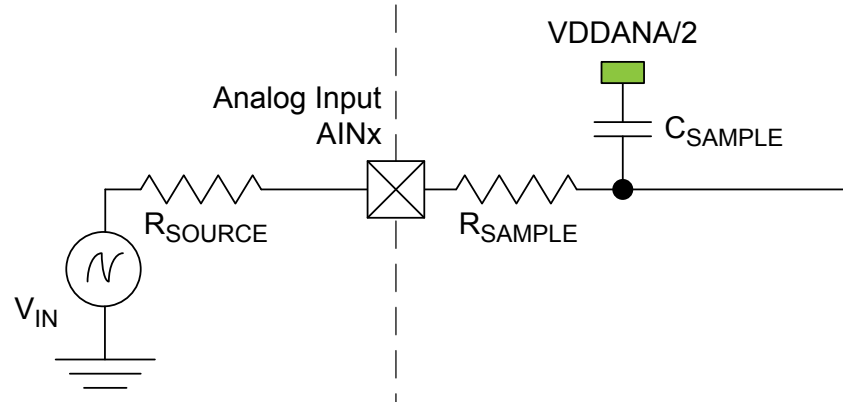 VDDANA/2
Analog Input
AINx
CSAMPLE
RSOURCE
RSAMPLE
VIN